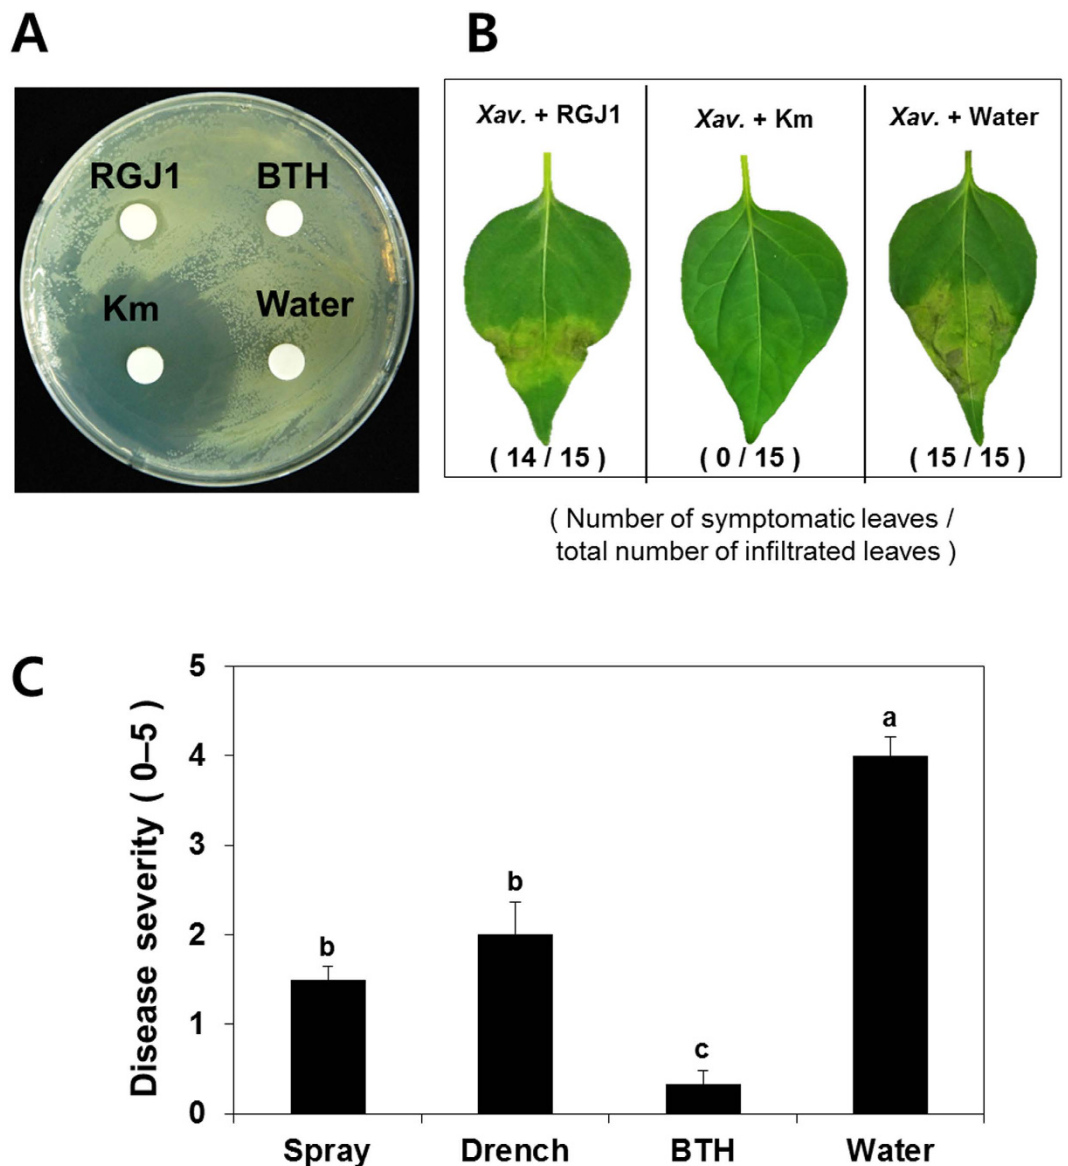 A
B
RGJ1
BTH
Km
Water
Xav. + RGJ1
Xav. + Km
Xav. + Water
( 14 / 15 )
( 0 / 15 )
( 15 / 15 )
( Number of symptomatic leaves /
total number of infiltrated leaves )
C
Disease severity ( 0–5 )
5
4
3
2
1
0
b
b
c
a
Spray
Drench
BTH
Water